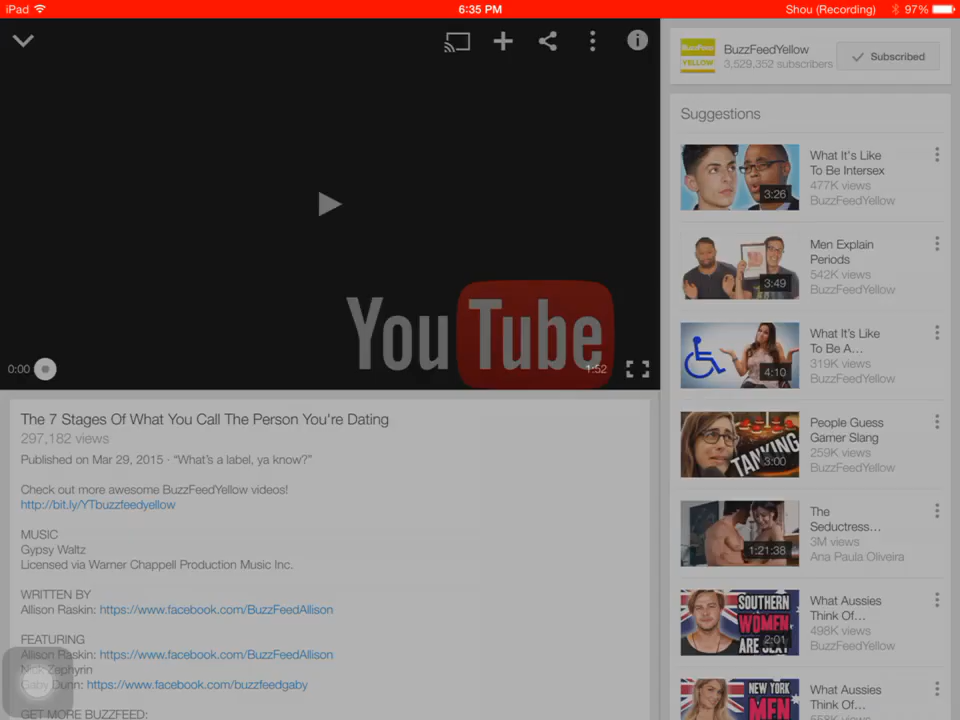 iPad
6:35 PM
Shou (Recording)
97%
0:00
1:52
YouTube
The 7 Stages Of What You Call The Person You're Dating
297,182 views
Published on Mar 29, 2015 · "What's a label, ya know?"
Check out more awesome BuzzFeedYellow videos!
http://bit.ly/YTbuzzfeedyellow
MUSIC
Gypsy Waltz
Licensed via Warner Chappell Production Music Inc.
WRITTEN BY
Allison Raskin: https://www.facebook.com/BuzzFeedAllison
FEATURING
Allison Raskin: https://www.facebook.com/BuzzFeedAllison
Nick Zephyrin
Gaby Dunn: https://www.facebook.com/buzzfeedgaby
GET MORE BUZZFEED:
BuzzFeed
YELLOW
BuzzFeedYellow
3,529,352 subscribers
Subscribed
Suggestions
3:26
What It's Like
To Be Intersex
477K views
BuzzFeedYellow
3:49
Men Explain
Periods
542K views
BuzzFeedYellow
4:10
What It's Like
To Be A...
319K views
BuzzFeedYellow
TANKING
3:00
People Guess
Gamer Slang
259K views
BuzzFeedYellow
1:21:38
The
Seductress...
3M views
Ana Paula Oliveira
SOUTHERN
WOMEN
ARE SEXY
2:01
What Aussies
Think Of...
498K views
BuzzFeedYellow
NEW YORK
MEN
What Aussies
Think Of...
558K views